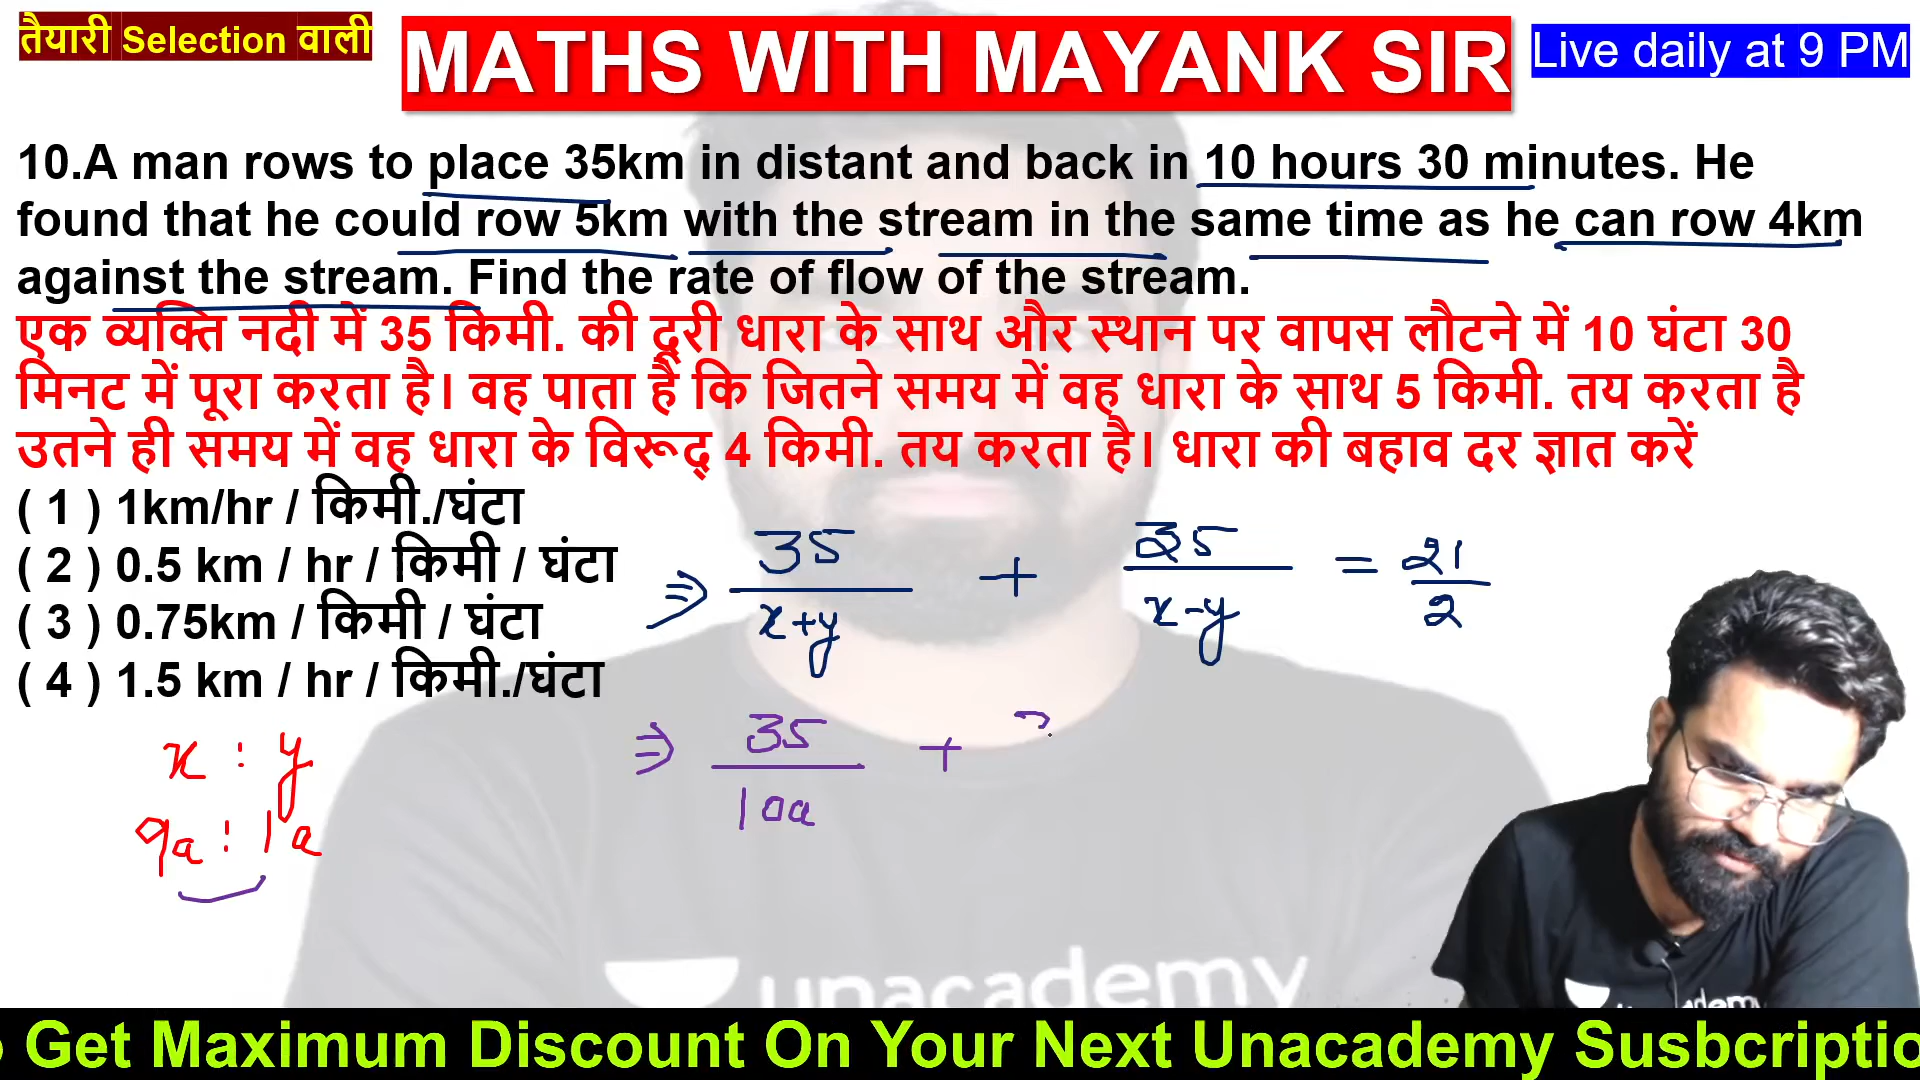 तैयारी Selection वाली
MATHS WITH MAYANK SIR
Live daily at 9 PM
10.A man rows to place 35km in distant and back in 10 hours 30 minutes. He
found that he could row 5km with the stream in the same time as he can row 4km
against the stream. Find the rate of flow of the stream.
एक व्यक्ति नदी में 35 किमी. की दूरी धारा के साथ और स्थान पर वापस लौटने में 10 घंटा 30
मिनट में पूरा करता है। वह पाता है कि जितने समय में वह धारा के साथ 5 किमी. तय करता है
उतने ही समय में वह धारा के विरूद् 4 किमी. तय करता है। धारा की बहाव दर ज्ञात करें
( 1 ) 1km/hr / किमी./घंटा
( 2 ) 0.5 km / hr / किमी / घंटा
( 3 ) 0.75km / किमी / घंटा
( 4 ) 1.5 km / hr / किमी./घंटा
⇒ 35/(x+y) + 35/(x-y) = 21/2
x : y
9a : 1a
⇒ 35/10a +
unacademy
unacademy
Get Maximum Discount On Your Next Unacademy Susbcriptio